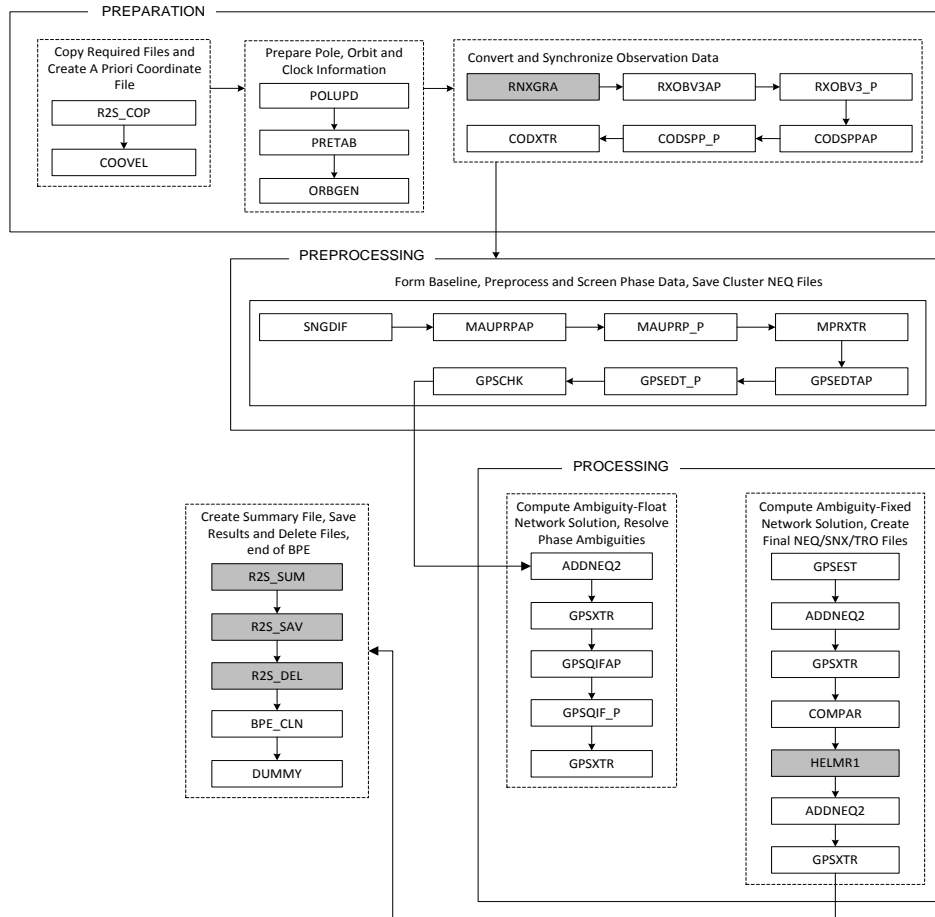 PREPARATION
Copy Required Files and
Create A Priori Coordinate
File
R2S_COP
COOVEL
Prepare Pole, Orbit and
Clock Information
POLUPD
PRETAB
ORBGEN
Convert and Synchronize Observation Data
RNXGRA
RXOBV3AP
RXOBV3_P
CODXTR
CODSPP_P
CODSPPAP
PREPROCESSING
Form Baseline, Preprocess and Screen Phase Data, Save Cluster NEQ Files
SNGDIF
MAUPRPAP
MAUPRP_P
MPRXTR
GPSCHK
GPSEDT_P
GPSEDTAP
PROCESSING
Create Summary File, Save
Results and Delete Files,
end of BPE
R2S_SUM
R2S_SAV
R2S_DEL
BPE_CLN
DUMMY
Compute Ambiguity-Float
Network Solution, Resolve
Phase Ambiguities
ADDNEQ2
GPSXTR
GPSQIFAP
GPSQIF_P
GPSXTR
Compute Ambiguity-Fixed
Network Solution, Create
Final NEQ/SNX/TRO Files
GPSEST
ADDNEQ2
GPSXTR
COMPAR
HELMR1
ADDNEQ2
GPSXTR